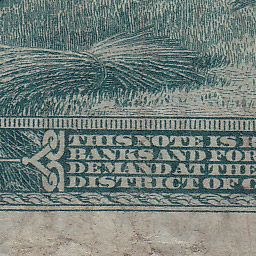 THIS NOTE IS
BANKS AND FOR
DEMAND AT THE
DISTRICT OF